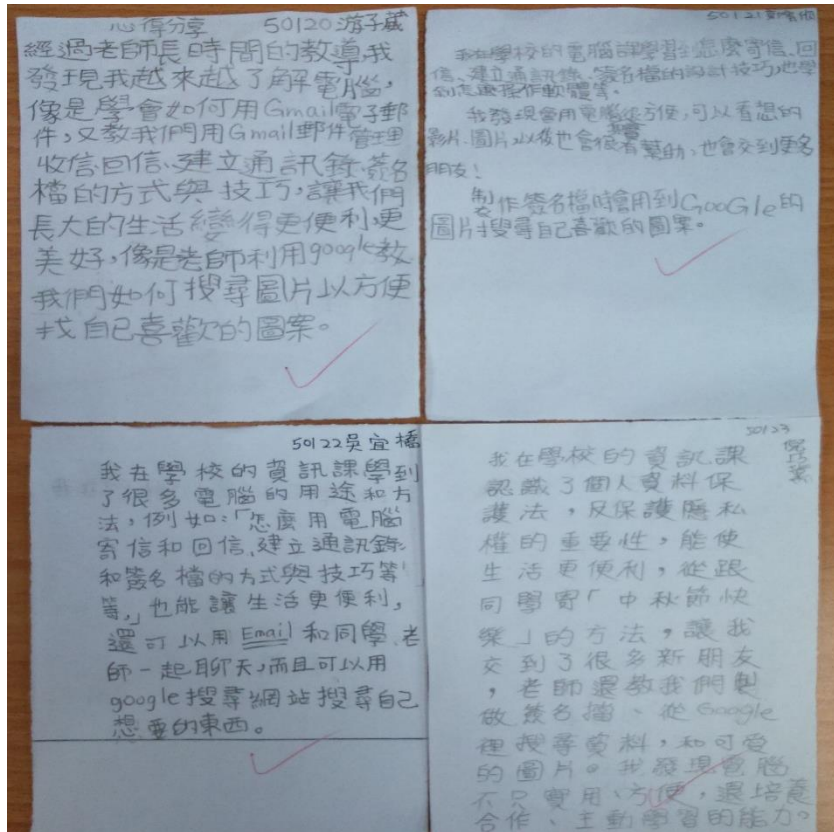 心得分享 50120 游子葳
經過老師長時間的教導,我
發現我越來越了解電腦,
像是學會如何用Gmail電子郵
件,又教我們用Gmail郵件管理
收信、回信、建立通訊錄、簽名
檔的方式與技巧,讓我們
長大的生活變得更便利,更
美好,像是老師利用google教
我們如何搜尋圖片以方便
找自己喜歡的圖案。
50121
我在學校的電腦課學習到怎麼寄信、回
信、建立通訊錄、簽名檔的設計技巧,也學
到怎麼操作軟體等。
我發現會用電腦很方便,可以看想的
影片、圖片,以後也會很有幫助,也會交到更多
朋友!
製作簽名檔時會用到GooGle的
圖片搜尋自己喜歡的圖案。
50122吳宜橋
我在學校的資訊課學到
了很多電腦的用途和方
法,例如:「怎麼用電腦
寄信和回信、建立通訊錄
和簽名檔的方式與技巧等
等,」也能讓生活更便利,
還可以用Email和同學、老
師一起聊天,而且可以用
google搜尋網站搜尋自己
想要的東西。
50123
我在學校的資訊課
認識了個人資料保
護法,及保護隱私
權的重要性,能使
生活更便利,從跟
同學寄「中秋節快
樂」的方法,讓我
交到了很多新朋友
,老師還教我們製
做簽名擋、從Google
裡搜尋資料,和可愛
的圖片。我發現電腦
不只實用、方便,還培養
合作、主動學習的能力。